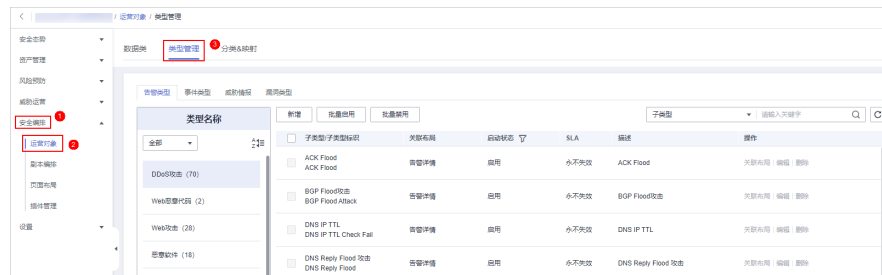 / 运营对象 / 类型管理
安全态势
资产管理
风险预防
威胁运营
安全编排 1
运营对象 2
剧本编排
页面布局
插件管理
设置
数据类 类型管理 3 分类&映射
告警类型 事件类型 威胁情报 漏洞类型
类型名称
全部
DDoS攻击 (70)
Web恶意代码 (2)
Web攻击 (28)
恶意软件 (18)
新增 批量启用 批量禁用 子类型 请输入关键字
子类型/子类型标识 关联布局 启动状态 SLA 描述 操作
ACK Flood
ACK Flood 告警详情 启用 永不失效 ACK Flood 关联布局 编辑 删除
BGP Flood攻击
BGP Flood Attack 告警详情 启用 永不失效 BGP Flood攻击 关联布局 编辑 删除
DNS IP TTL
DNS IP TTL Check Fail 告警详情 启用 永不失效 DNS IP TTL 关联布局 编辑 删除
DNS Reply Flood 攻击
DNS Reply Flood 告警详情 启用 永不失效 DNS Reply Flood 攻击 关联布局 编辑 删除